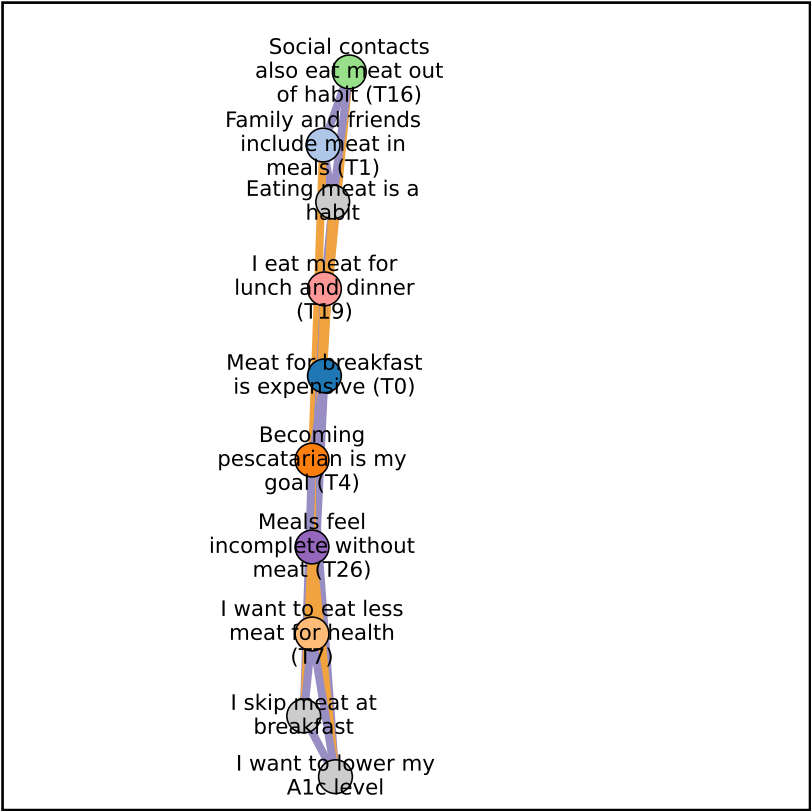 Social contacts
also eat meat out
of habit (T16)
Family and friends
include meat in
meals (T1)
Eating meat is a
habit
I eat meat for
lunch and dinner
(T19)
Meat for breakfast
is expensive (T0)
Becoming
pescatarian is my
goal (T4)
Meals feel
incomplete without
meat (T26)
I want to eat less
meat for health
(T7)
I skip meat at
breakfast
I want to lower my
A1c level